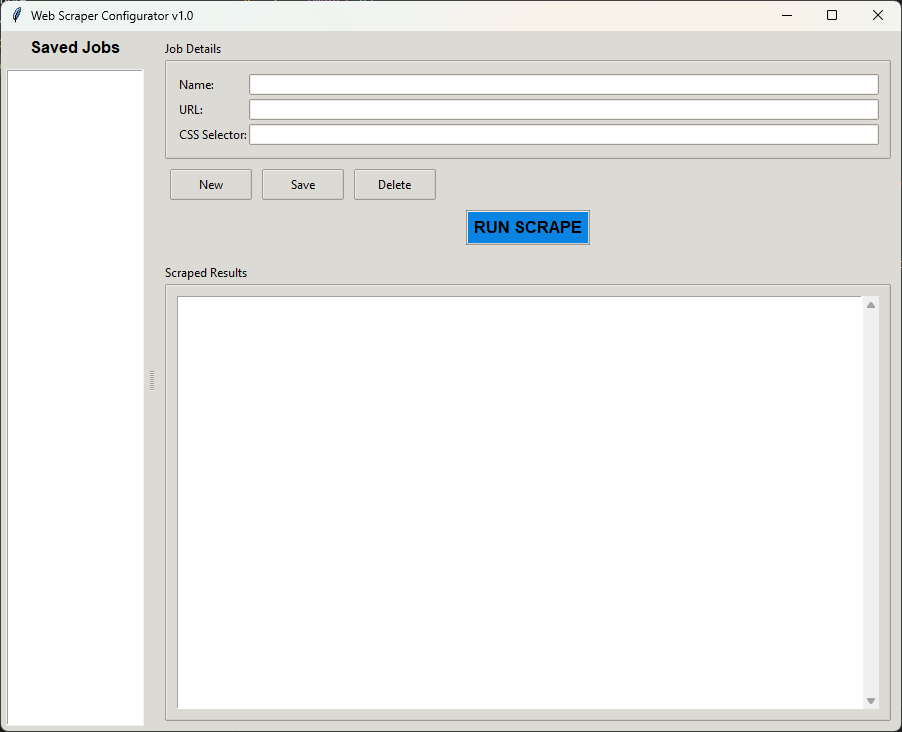 Web Scraper Configurator v1.0
Saved Jobs
Job Details
Name:
URL:
CSS Selector:
New Save Delete
RUN SCRAPE
Scraped Results